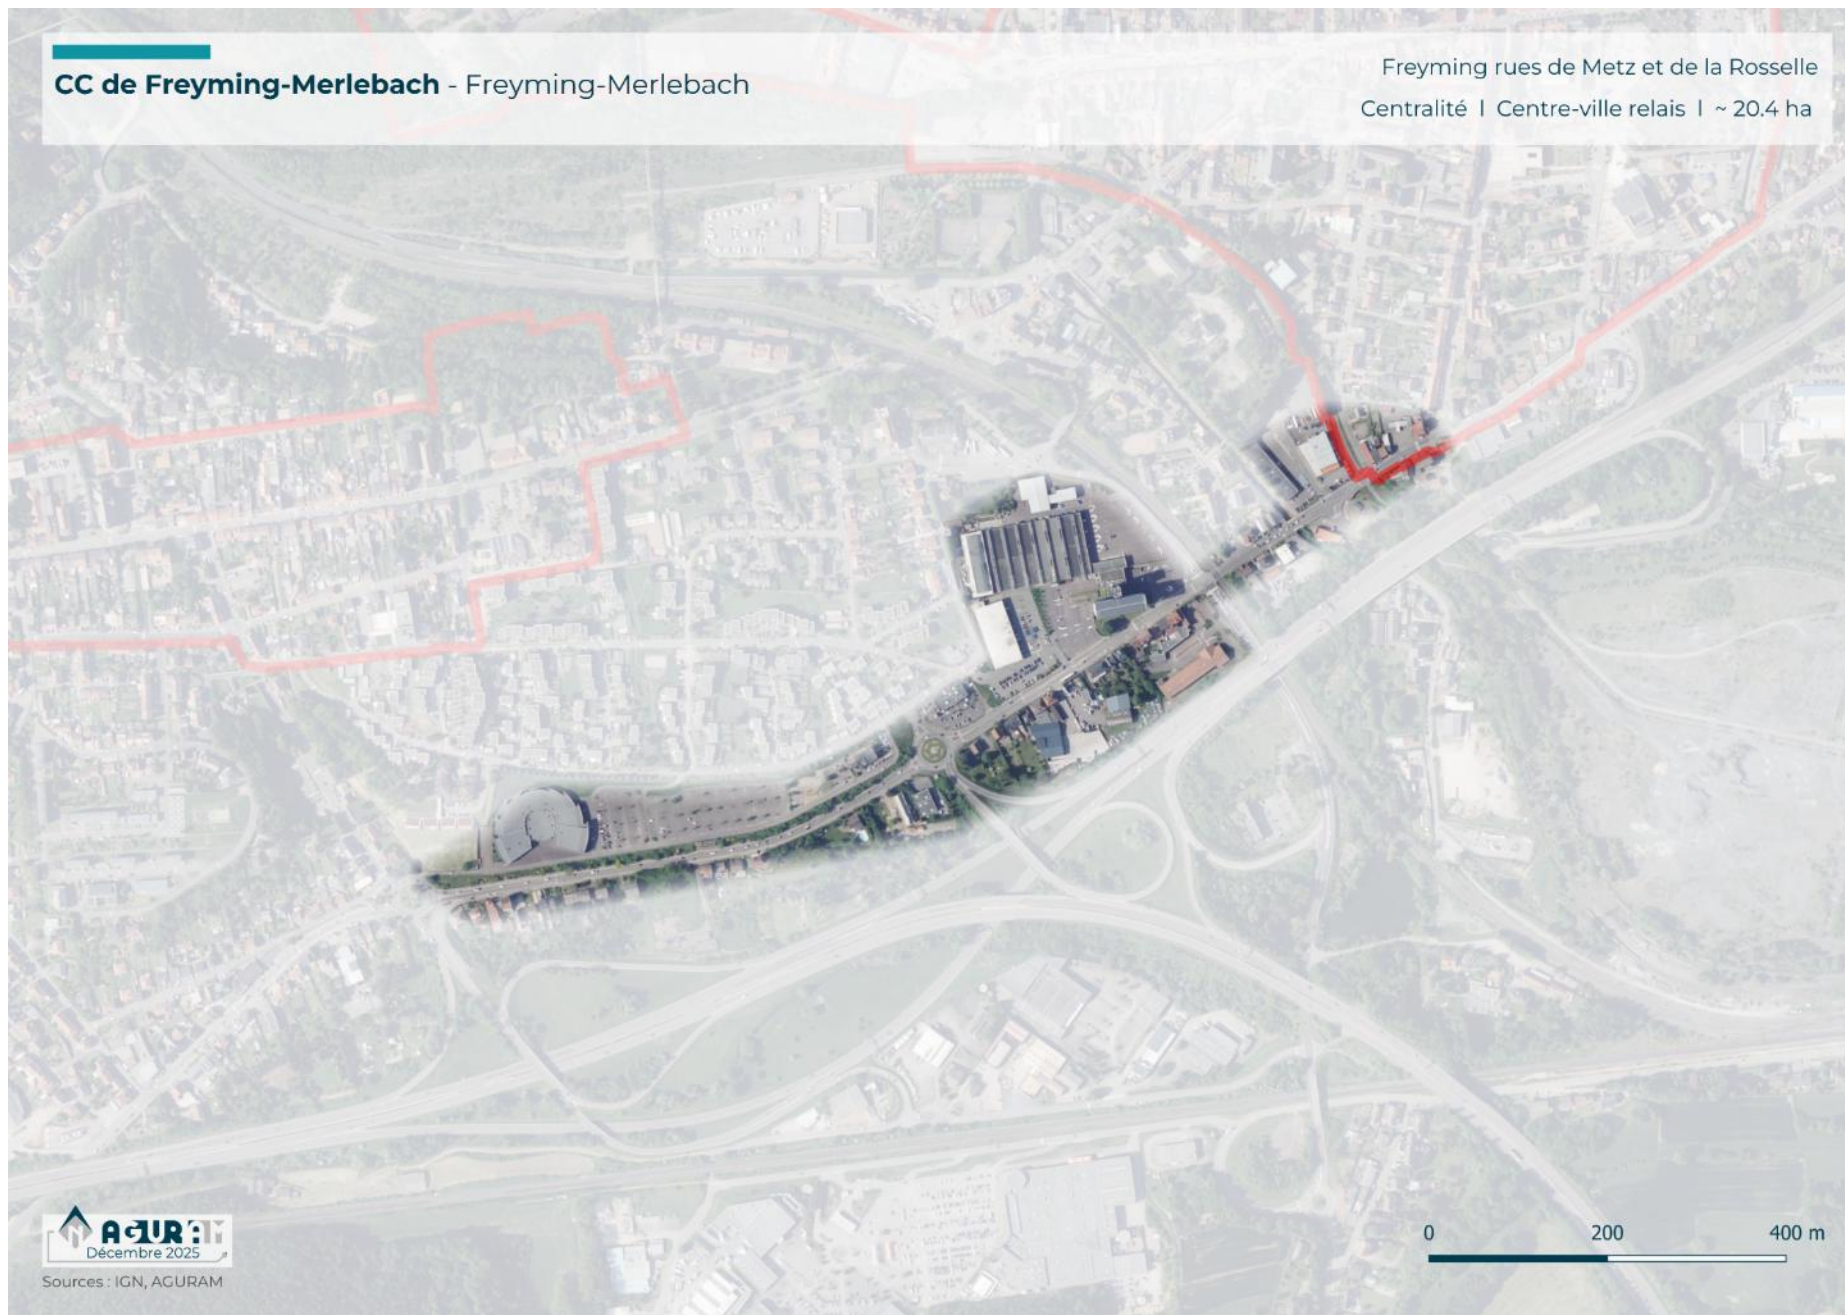 CC de Freyming-Merlebach - Freyming-Merlebach
Freyming rues de Metz et de la Rosselle
Centralité | Centre-ville relais | ~ 20.4 ha
N AGURAM
Décembre 2025
Sources : IGN, AGURAM
0 200 400 m